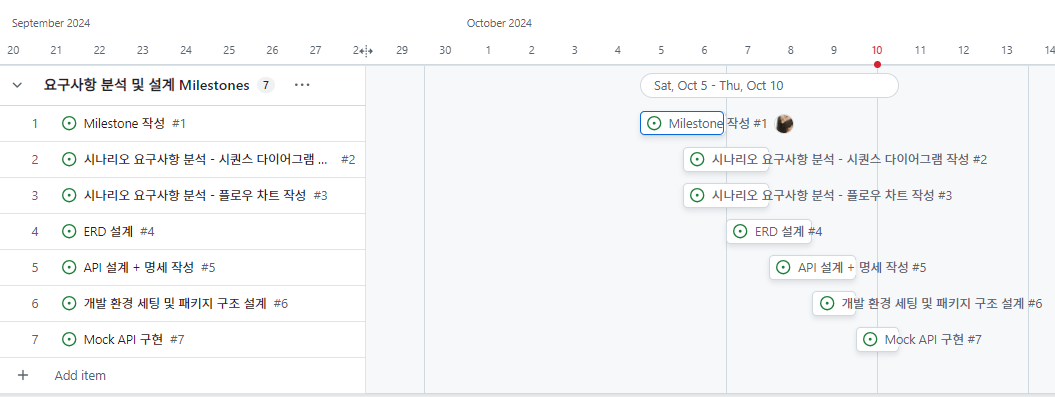 September 2024
October 2024
20 21 22 23 24 25 26 27 2 29 30 1 2 3 4 5 6 7 8 9 10 11 12 13 14
요구사항 분석 및 설계 Milestones 7 ...
Sat, Oct 5 - Thu, Oct 10
1 Milestone 작성 #1
Milestone 작성 #1
2 시나리오 요구사항 분석 - 시퀀스 다이어그램 ... #2
시나리오 요구사항 분석 - 시퀀스 다이어그램 작성 #2
3 시나리오 요구사항 분석 - 플로우 차트 작성 #3
시나리오 요구사항 분석 - 플로우 차트 작성 #3
4 ERD 설계 #4
ERD 설계 #4
5 API 설계 + 명세 작성 #5
API 설계 + 명세 작성 #5
6 개발 환경 세팅 및 패키지 구조 설계 #6
개발 환경 세팅 및 패키지 구조 설계 #6
7 Mock API 구현 #7
Mock API 구현 #7
+ Add item